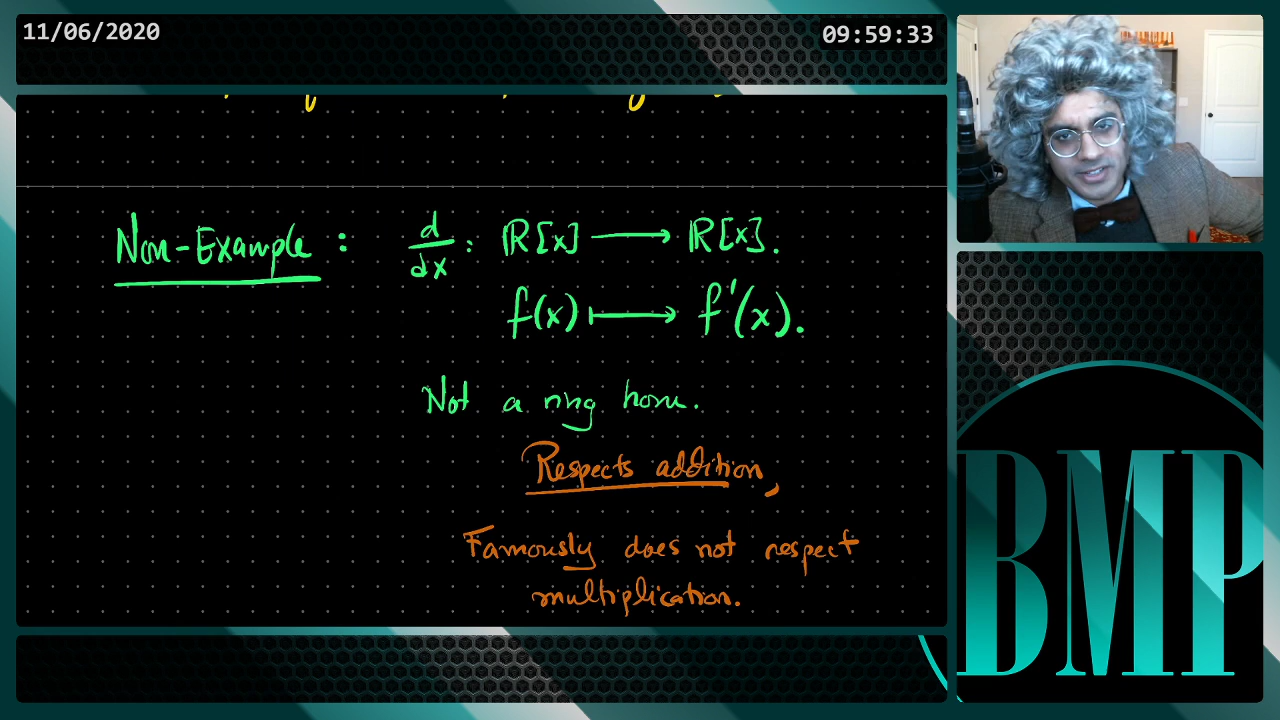 11/06/2020
09:59:33
Non-Example : d/dx : ℝ[x] ⟶ ℝ[x].
f(x) ⟼ f'(x).
Not a ring hom.
Respects addition,
Famously does not respect
multiplication.
BMP